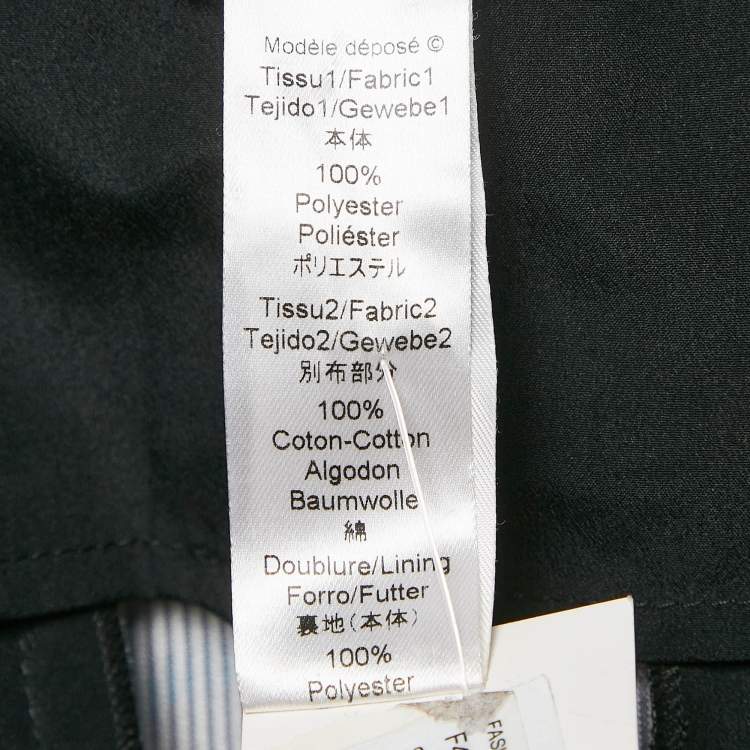 Modèle déposé ©
Tissu1/Fabric1
Tejido1/Gewebe1
本体
100%
Polyester
Poliéster
ポリエステル
Tissu2/Fabric2
Tejido2/Gewebe2
別布部分
100%
Coton-Cotton
Algodon
Baumwolle
綿
Doublure/Lining
Forro/Futter
裏地(本体)
100%
Polyester